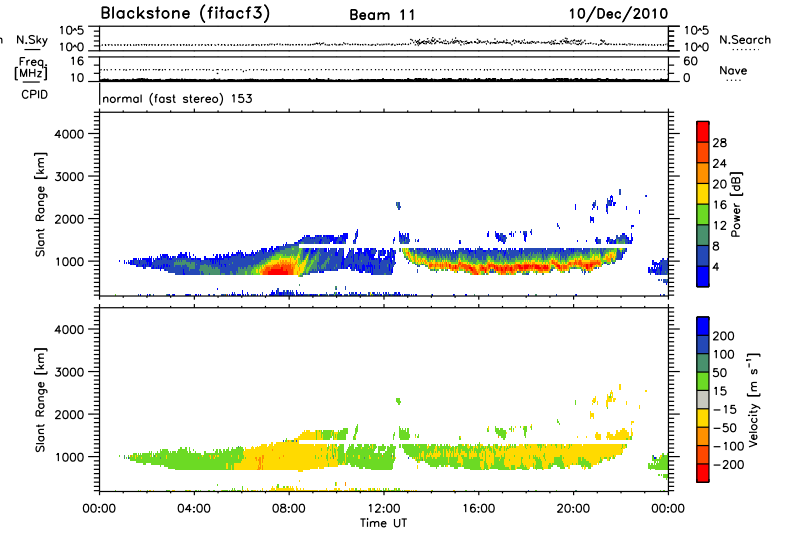 Blackstone (fitacf3) Beam 11 10/Dec/2010
N.Sky 10^5 10^0 10^5 10^0 N.Search
Freq. [MHz] 16 10 60 0 Nave
CPID normal (fast stereo) 153
Slant Range [km]
4000
3000
2000
1000
28
24
20
16
12
8
4
Power [dB]
Slant Range [km]
4000
3000
2000
1000
200
100
50
15
-15
-50
-100
-200
Velocity [m s^-1]
00:00 04:00 08:00 12:00 16:00 20:00 00:00
Time UT